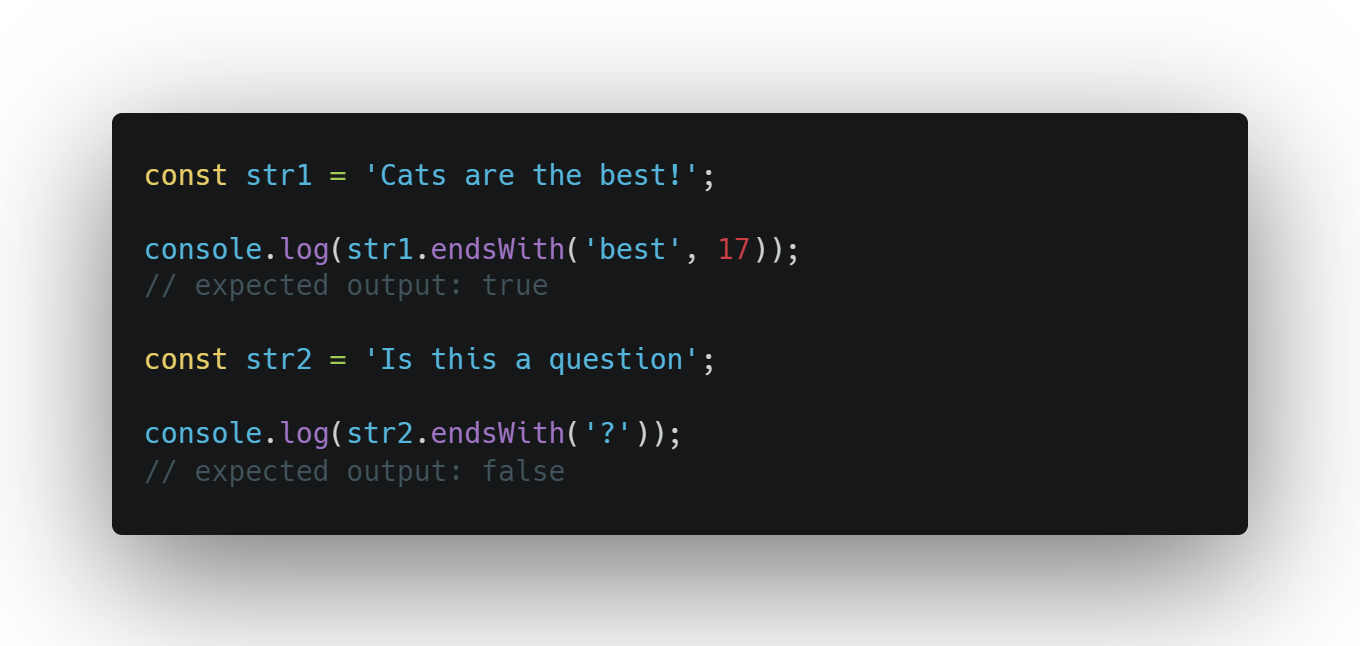 const str1 = 'Cats are the best!';
console.log(str1.endsWith('best', 17));
// expected output: true
const str2 = 'Is this a question';
console.log(str2.endsWith('?'));
// expected output: false